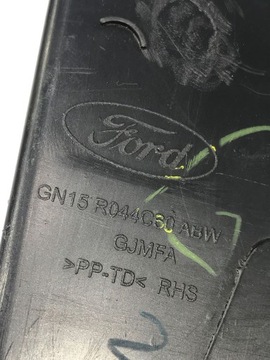 Ford
GN15 R044C60 ABW
GJMFA
>PP-TD< RHS